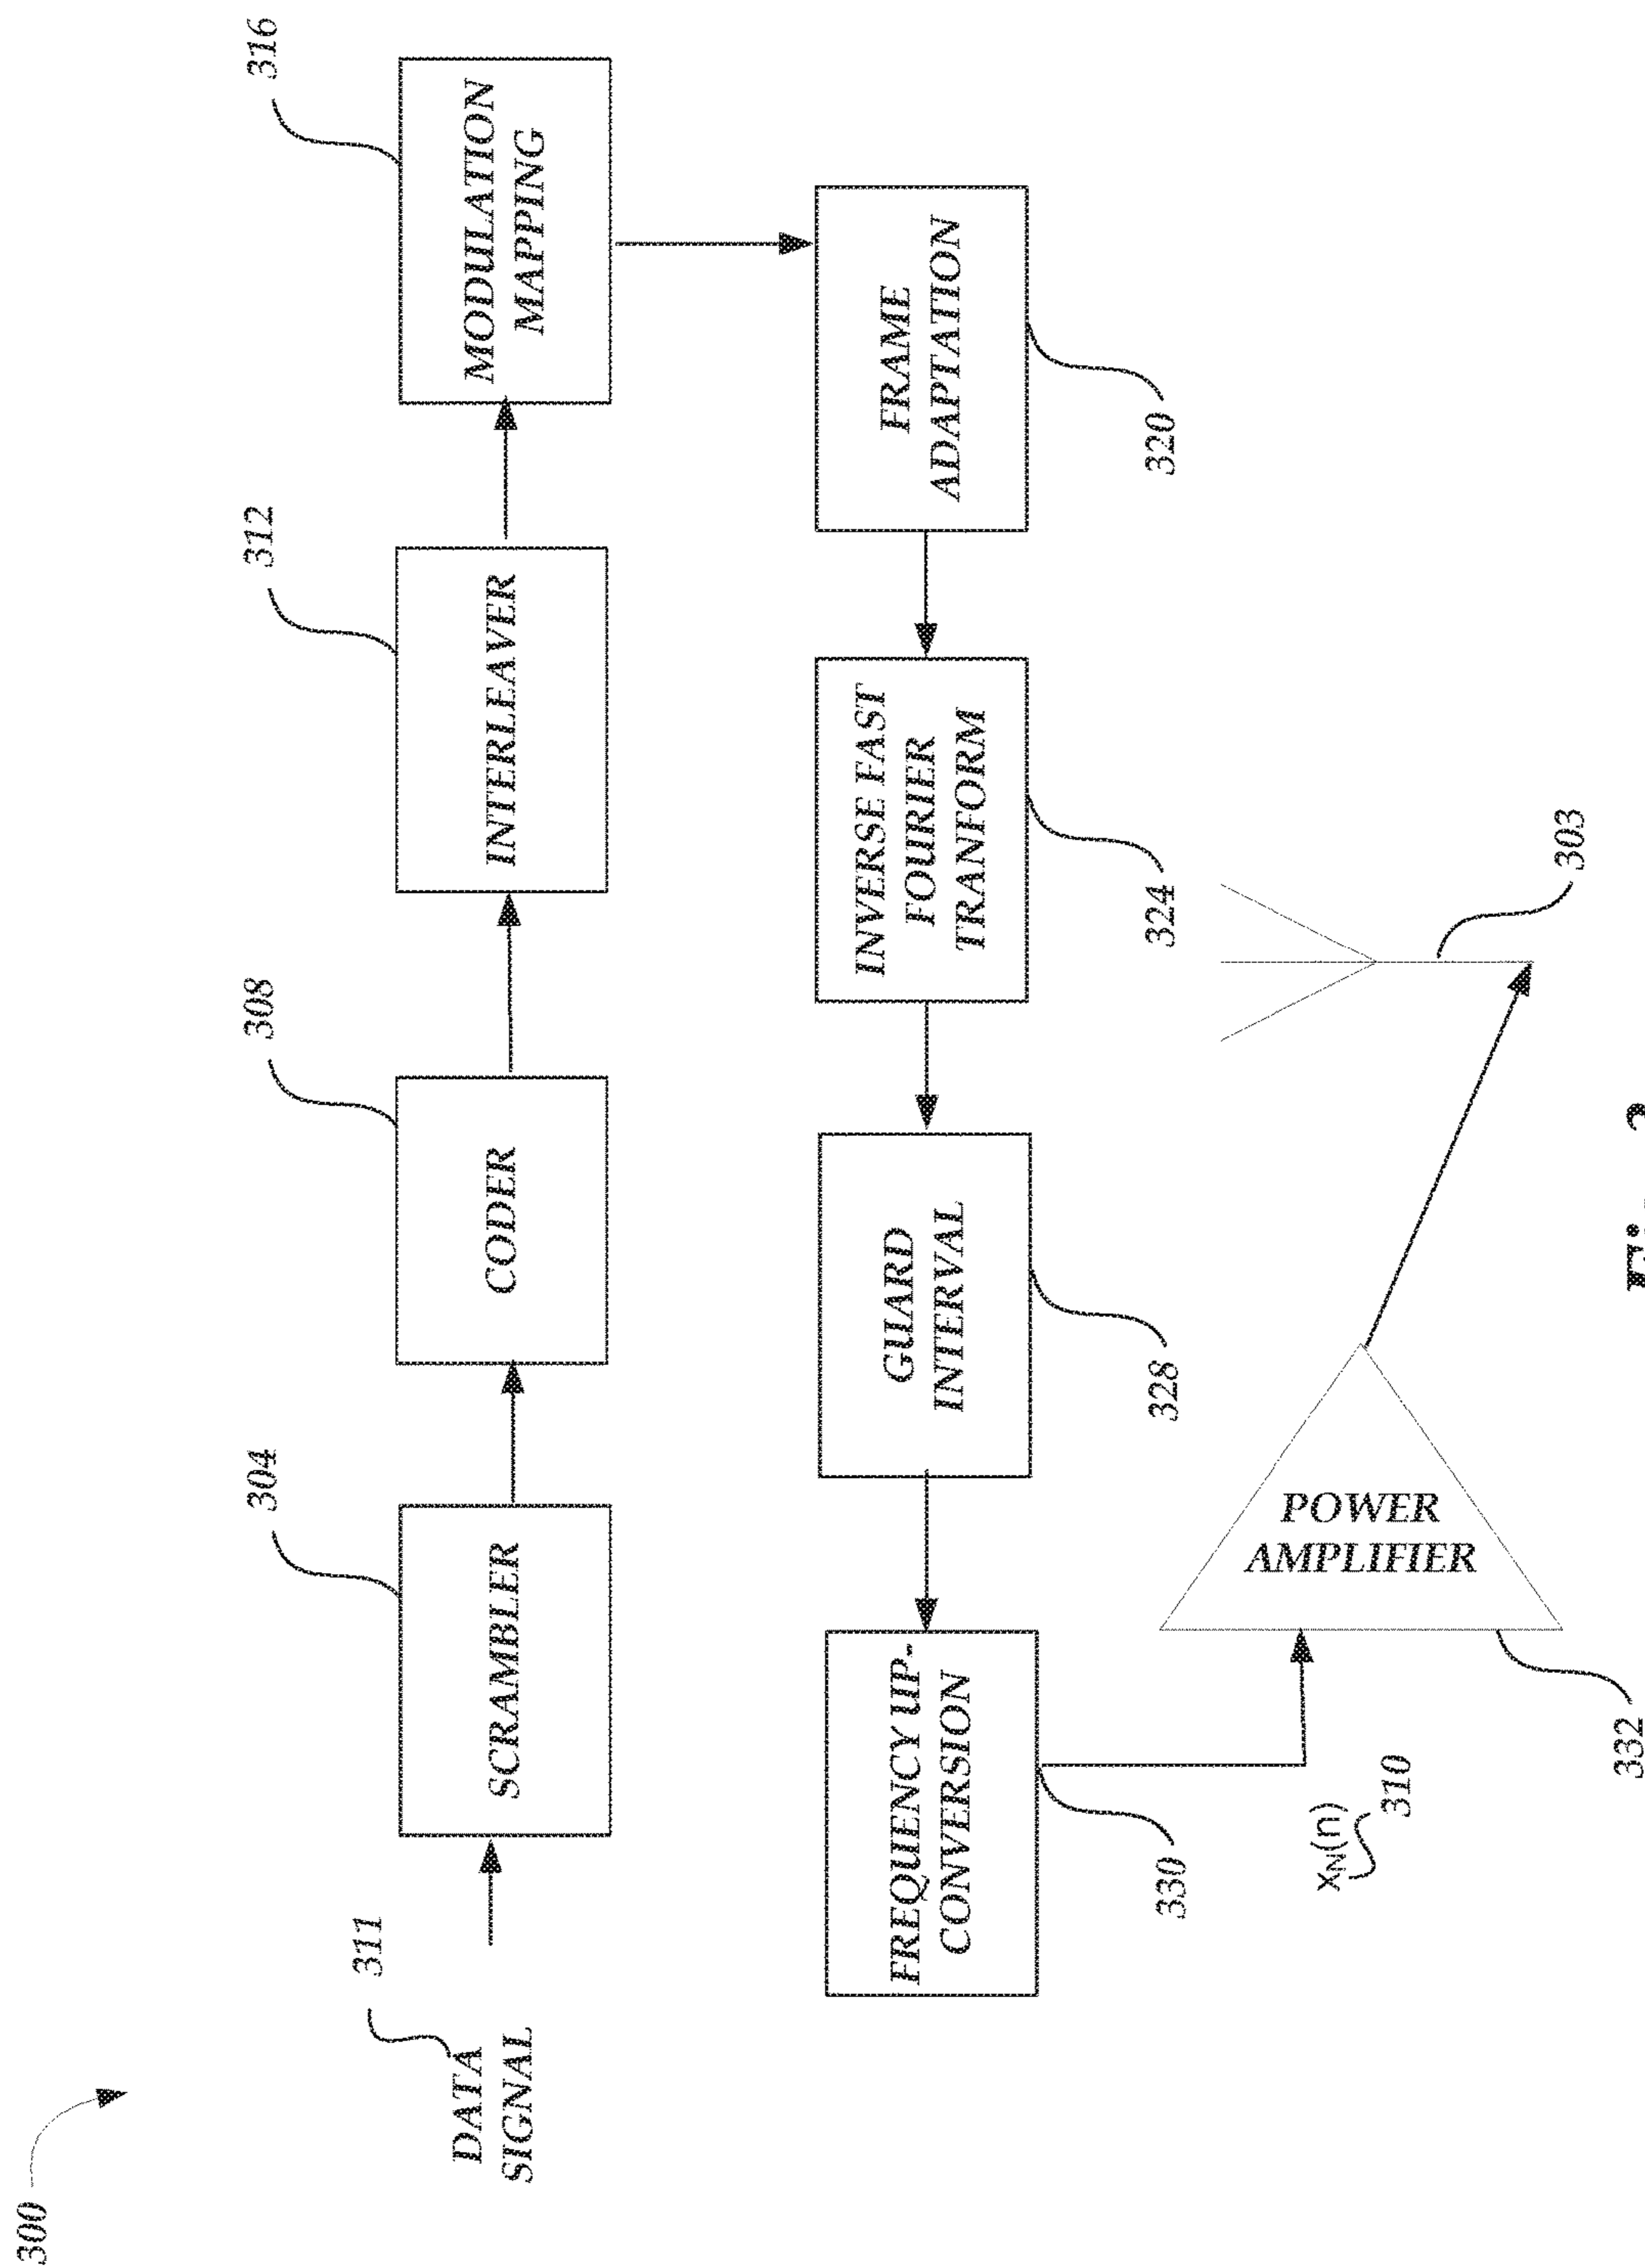 300
DATA
SIGNAL
311
SCRAMBLER
304
CODER
308
INTERLEAVER
312
MODULATION
MAPPING
316
FREQUENCY UP-
CONVERSION
330
GUARD
INTERVAL
328
INVERSE FAST
FOURIER
TRANFORM
324
FRAME
ADAPTATION
320
xN(n)
310
POWER
AMPLIFIER
332
303